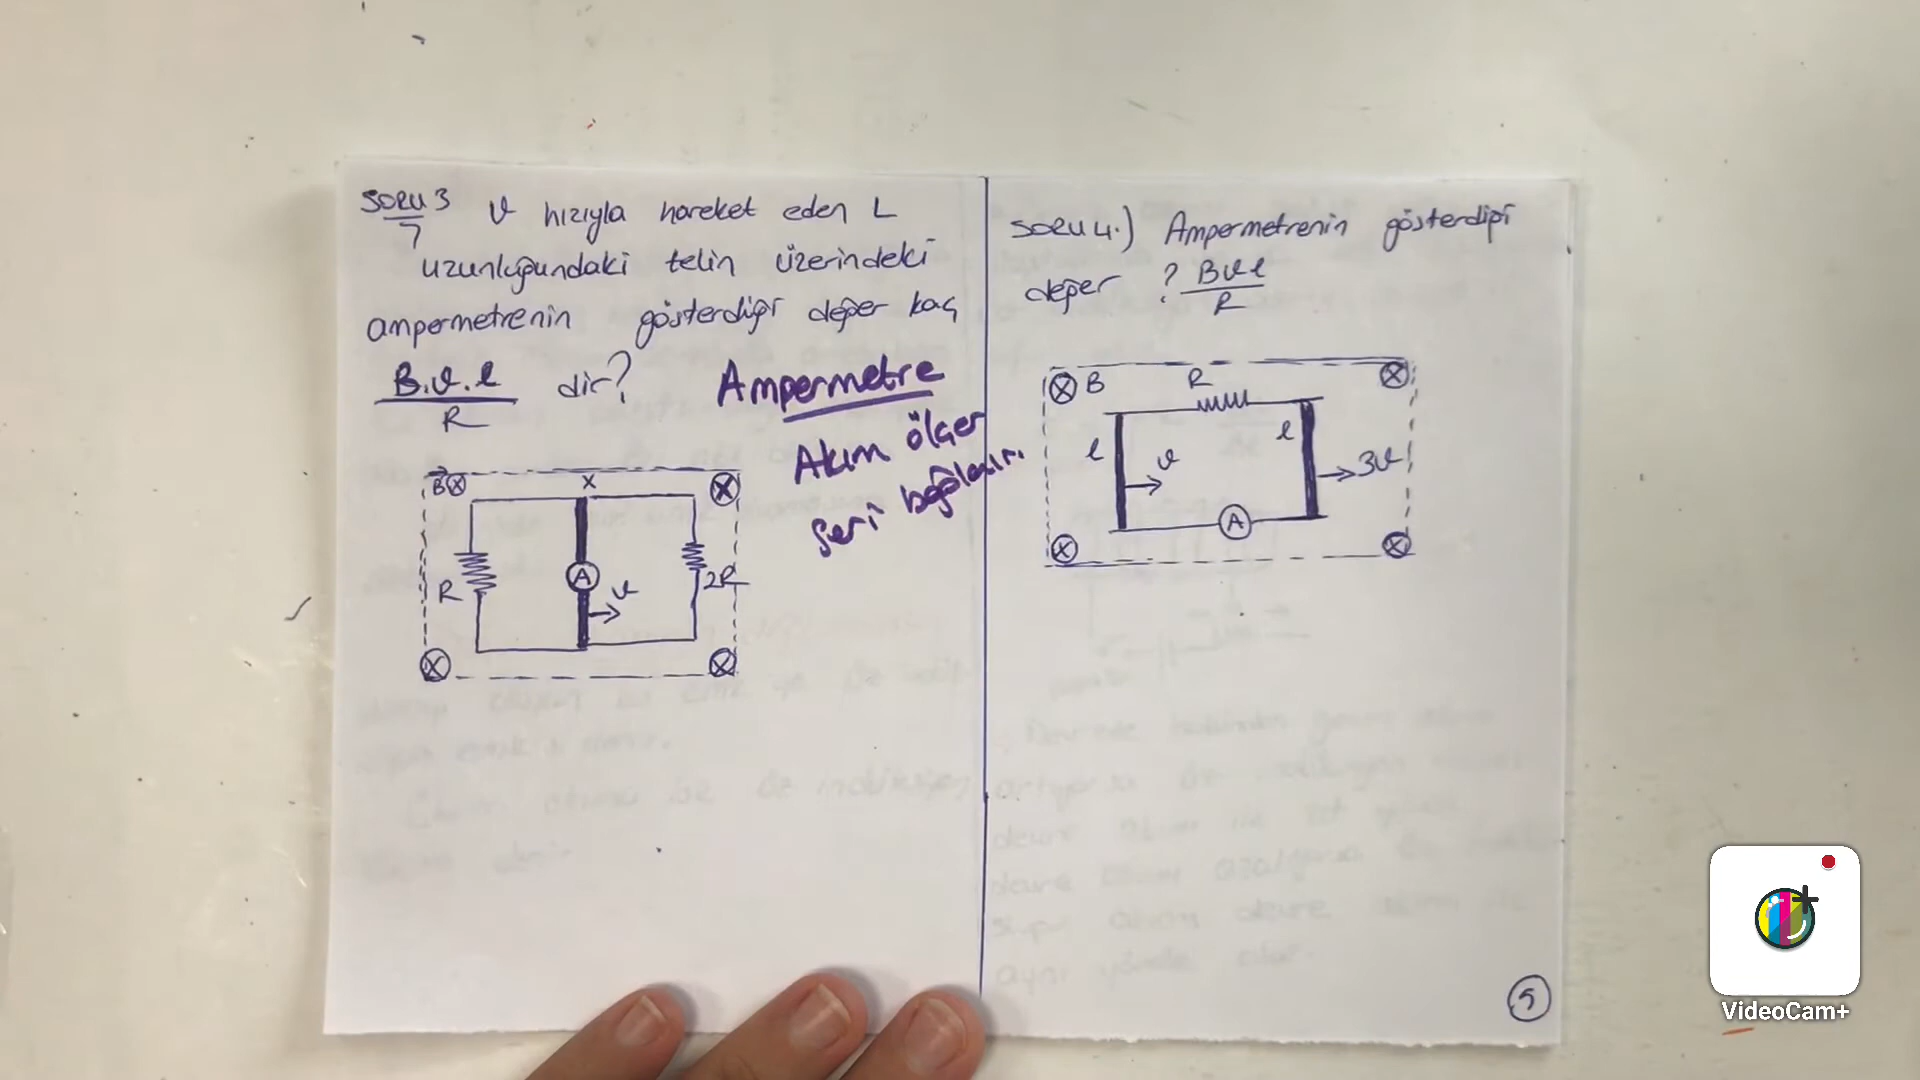 SORU 3 V hızıyla hareket eden L
7
uzunluğundaki telin üzerindeki
ampermetrenin gösterdiği değer kaç
B.V.l
R
dir?
Ampermetre
Akım ölçer
seri bağlanır.
B X
X
X
R
A
V
2R
X
X
SORU 4.) Ampermetrenin gösterdiği
değer ? BVl
R
X B
R
X
l
V
l
3V
A
X
X
5
VideoCam+